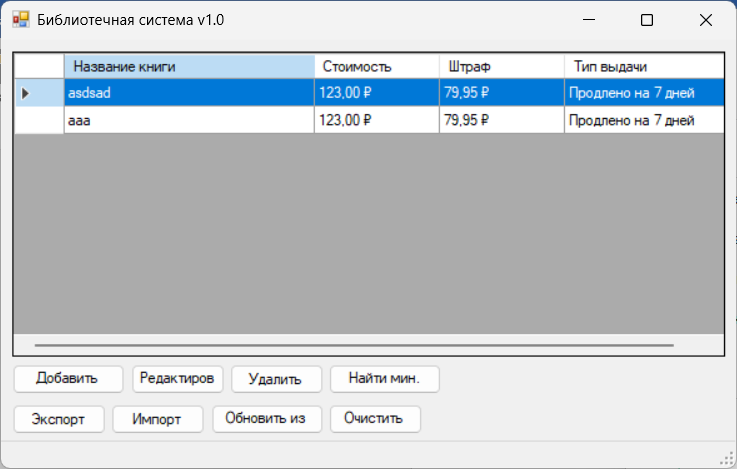 Библиотечная система v1.0
Название книги Стоимость Штраф Тип выдачи
asdsad 123,00 ₽ 79,95 ₽ Продлено на 7 дней
aaa 123,00 ₽ 79,95 ₽ Продлено на 7 дней
Добавить Редактиров Удалить Найти мин.
Экспорт Импорт Обновить из Очистить